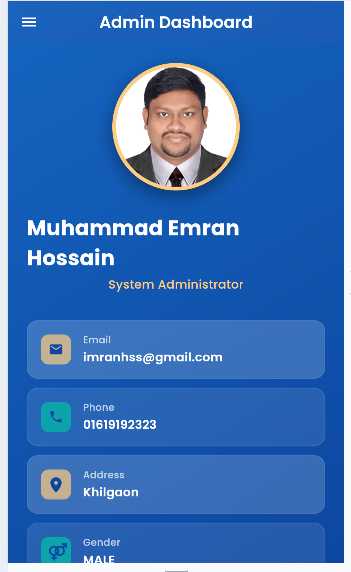 Admin Dashboard
Muhammad Emran
Hossain
System Administrator
Email
imranhss@gmail.com
Phone
01619192323
Address
Khilgaon
Gender
MALE